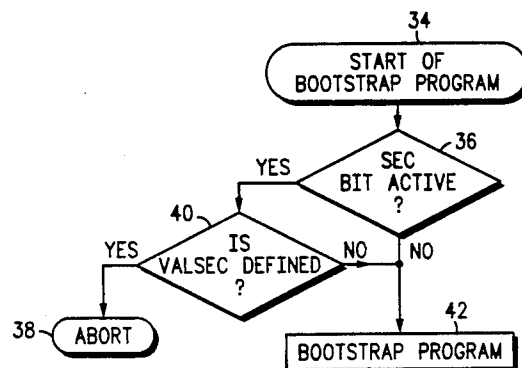 34
START OF
BOOTSTRAP PROGRAM
36
YES
SEC
BIT ACTIVE
?
40
YES
IS
VALSEC DEFINED
?
NO
NO
38
ABORT
42
BOOTSTRAP PROGRAM